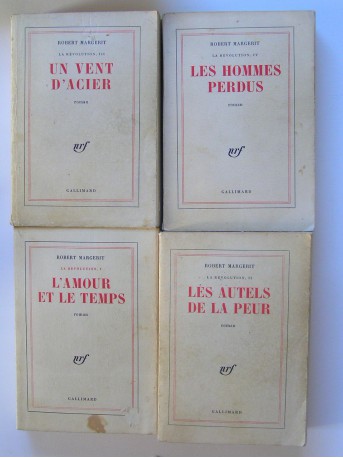 ROBERT MARGERIT
LA RÉVOLUTION, III
UN VENT
D'ACIER
roman
nrf
GALLIMARD
ROBERT MARGERIT
LA RÉVOLUTION, IV
LES HOMMES
PERDUS
roman
nrf
GALLIMARD
ROBERT MARGERIT
LA RÉVOLUTION, I
L'AMOUR
ET LE TEMPS
roman
nrf
GALLIMARD
ROBERT MARGERIT
LA RÉVOLUTION, II
LES AUTELS
DE LA PEUR
roman
nrf
GALLIMARD